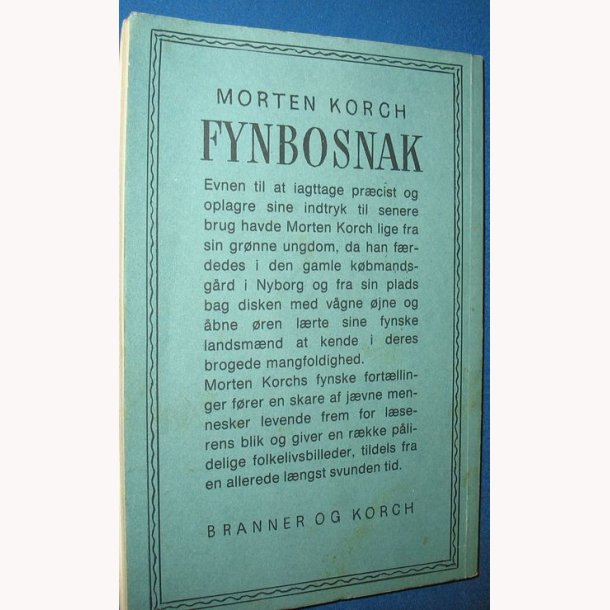 MORTEN KORCH
FYNBOSNAK
Evnen til at iagttage præcist og
oplagre sine indtryk til senere
brug havde Morten Korch lige fra
sin grønne ungdom, da han fær-
dedes i den gamle købmands-
gård i Nyborg og fra sin plads
bag disken med vågne øjne og
åbne øren lærte sine fynske
landsmænd at kende i deres
brogede mangfoldighed.
Morten Korchs fynske fortællin-
ger fører en skare af jævne men-
nesker levende frem for læse-
rens blik og giver en række påli-
delige folkelivsbilleder, tildels fra
en allerede længst svunden tid.
BRANNER OG KORCH